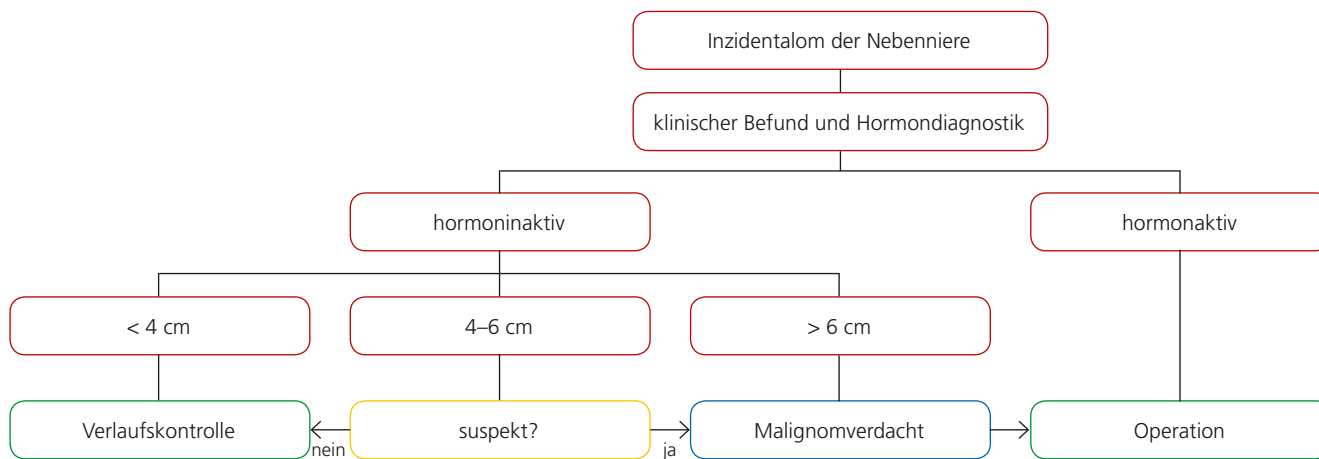 Inzidentalom der Nebenniere
klinischer Befund und Hormondiagnostik
hormoninaktiv
hormonaktiv
< 4 cm
4–6 cm
> 6 cm
Verlaufskontrolle
nein
suspekt?
ja
Malignomverdacht
Operation